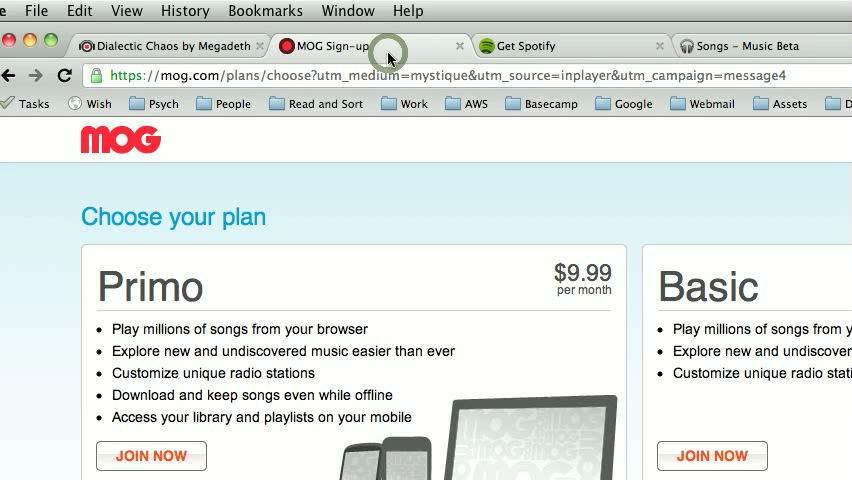 File Edit View History Bookmarks Window Help
Dialectic Chaos by Megadeth MOG Sign-up Get Spotify Songs - Music Beta
https://mog.com/plans/choose?utm_medium=mystique&utm_source=inplayer&utm_campaign=message4
Tasks Wish Psych People Read and Sort Work AWS Basecamp Google Webmail Assets
MOG
Choose your plan
Primo
$9.99
per month
• Play millions of songs from your browser
• Explore new and undiscovered music easier than ever
• Customize unique radio stations
• Download and keep songs even while offline
• Access your library and playlists on your mobile
JOIN NOW
Basic
• Play millions of songs from y
• Explore new and undiscover
• Customize unique radio stati
JOIN NOW